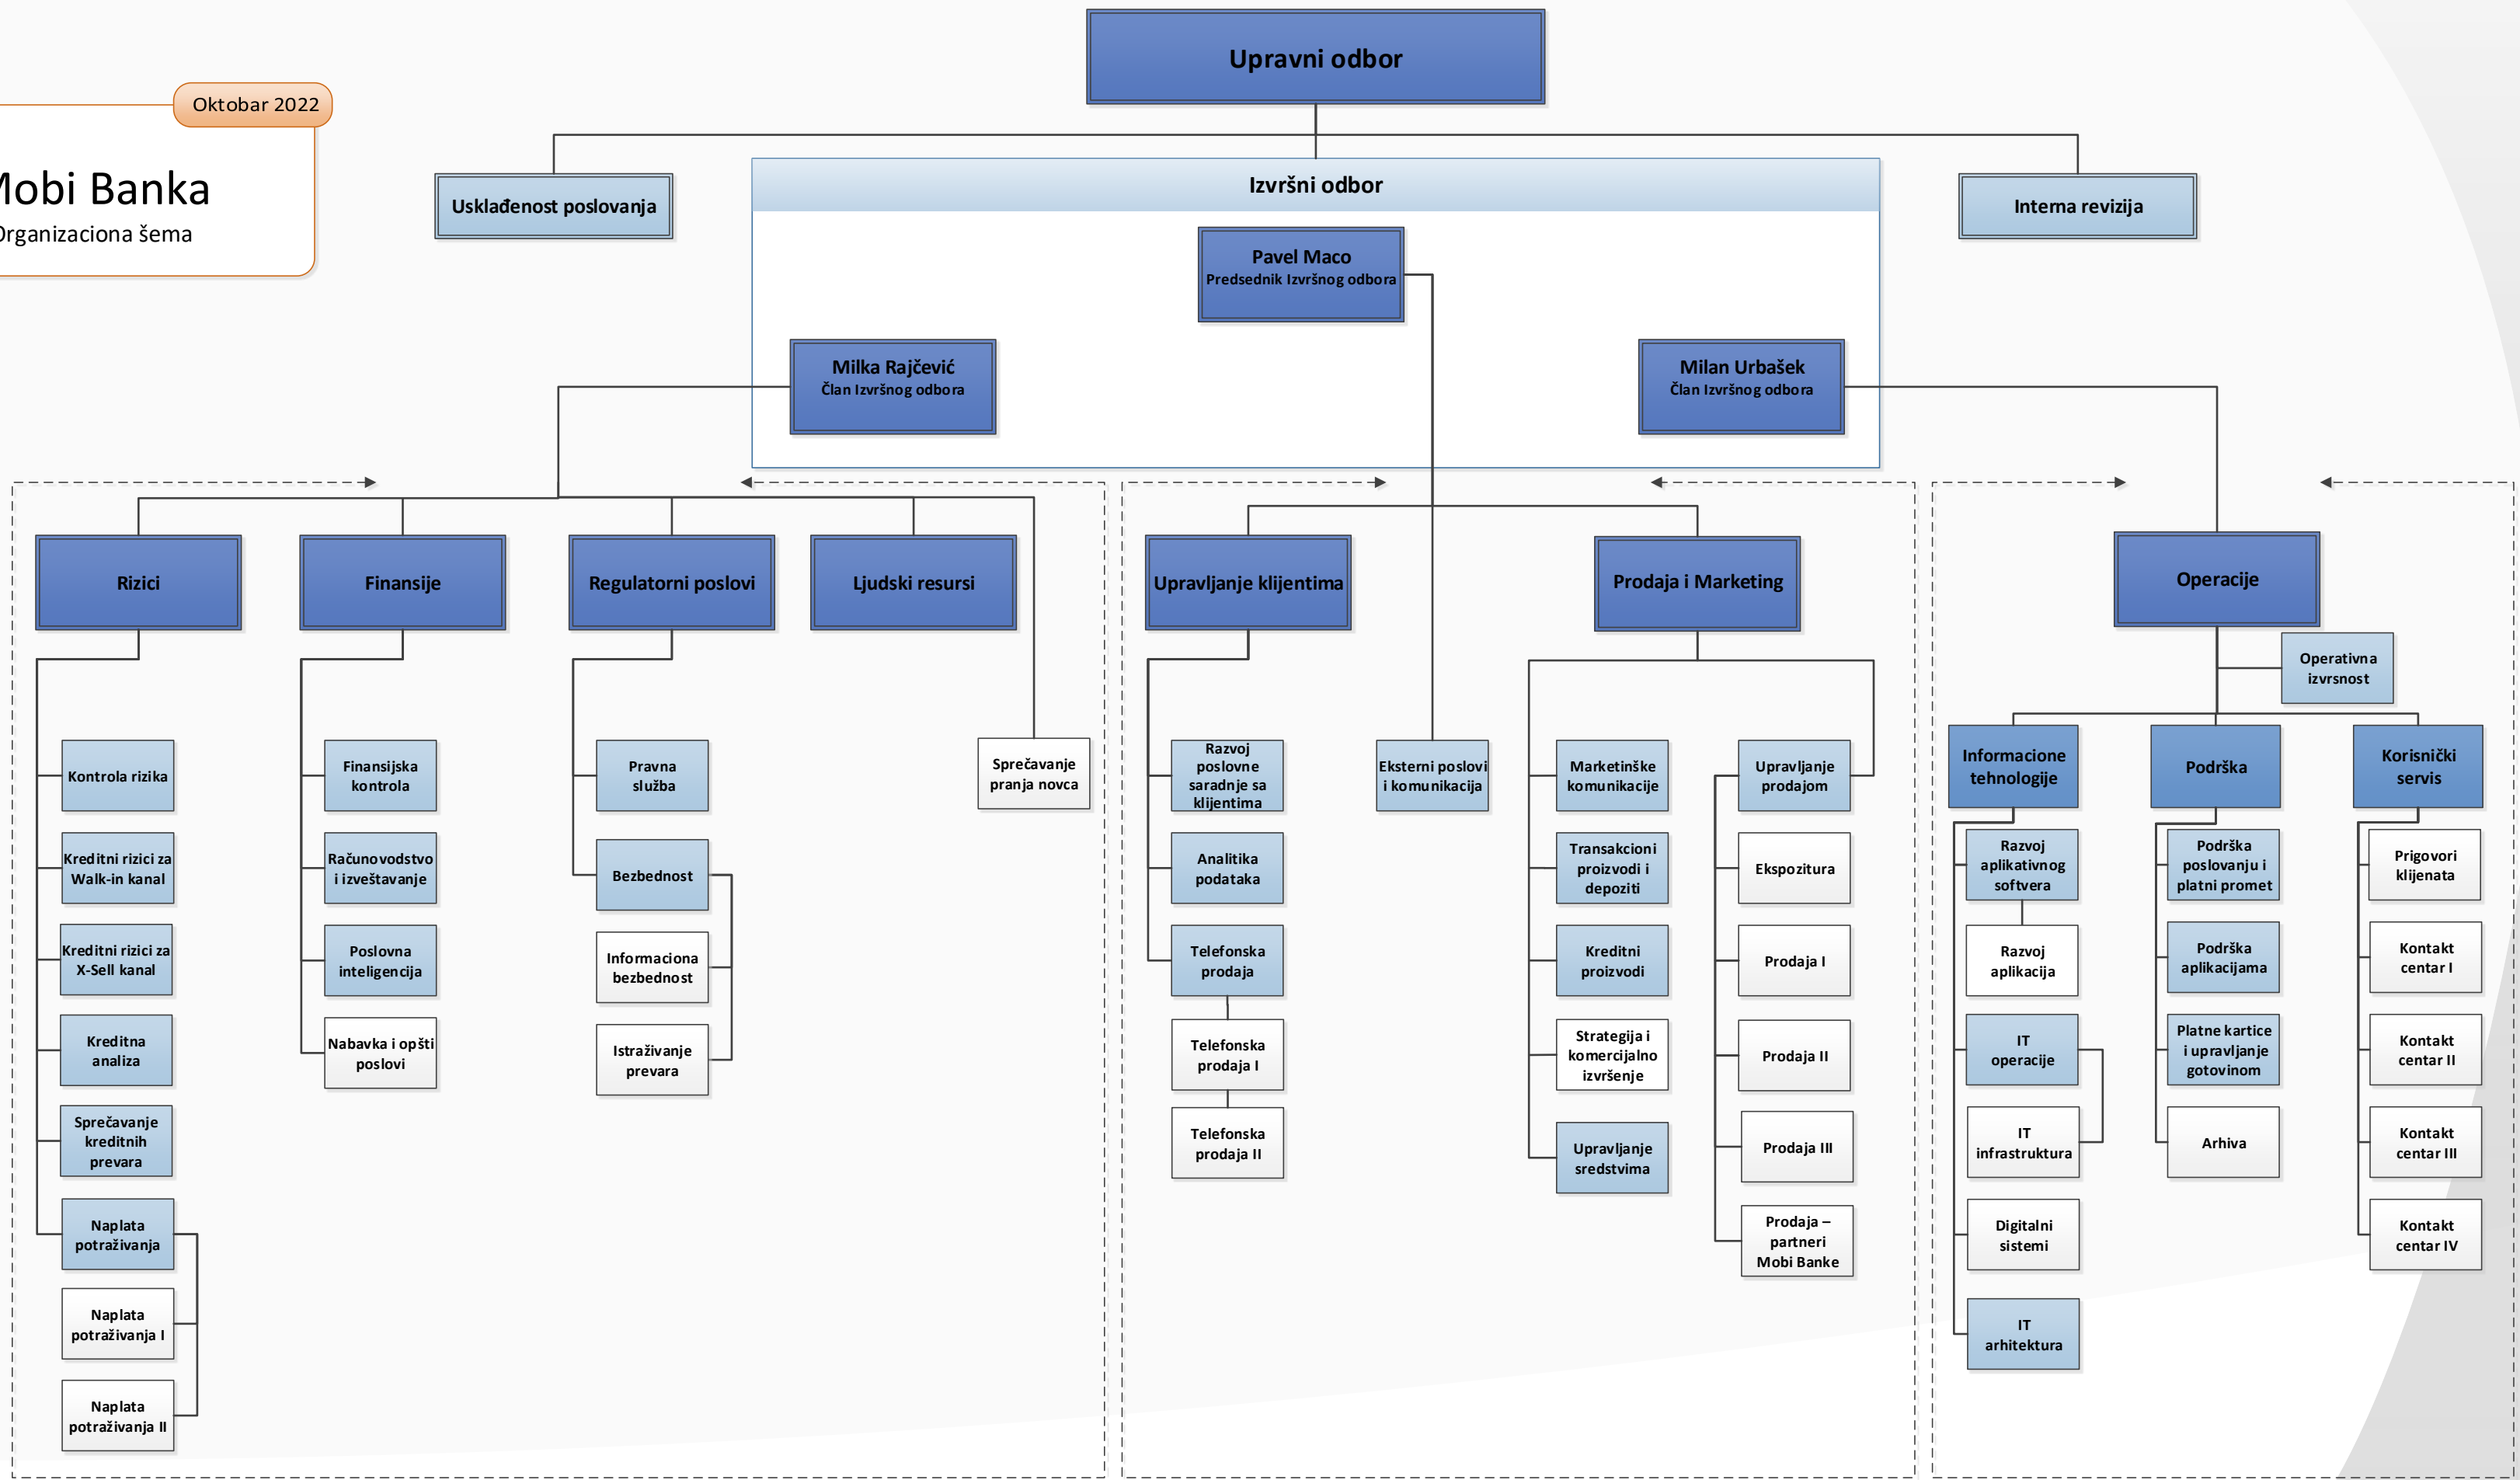 Upravni odbor
Oktobar 2022
Mobi Banka
Organizaciona šema
Usklađenost poslovanja
Izvršni odbor
Interna revizija
Pavel Maco
Predsednik Izvršnog odbora
Milka Rajčević
Član Izvršnog odbora
Milan Urbašek
Član Izvršnog odbora
Rizici
Finansije
Regulatorni poslovi
Ljudski resursi
Upravljanje klijentima
Prodaja i Marketing
Operacije
Operativna
izvrsnost
Kontrola rizika
Kreditni rizici za
Walk-in kanal
Kreditni rizici za
X-Sell kanal
Kreditna
analiza
Sprečavanje
kreditnih
prevara
Naplata
potraživanja
Naplata
potraživanja I
Naplata
potraživanja II
Finansijska
kontrola
Računovodstvo
i izveštavanje
Poslovna
inteligencija
Nabavka i opšti
poslovi
Pravna
služba
Bezbednost
Informaciona
bezbednost
Istraživanje
prevara
Sprečavanje
pranja novca
Razvoj
poslovne
saradnje sa
klijentima
Analitika
podataka
Telefonska
prodaja
Telefonska
prodaja I
Telefonska
prodaja II
Eksterni poslovi
i komunikacija
Marketinške
komunikacije
Transakcioni
proizvodi i
depoziti
Kreditni
proizvodi
Strategija i
komercijalno
izvršenje
Upravljanje
sredstvima
Upravljanje
prodajom
Ekspozitura
Prodaja I
Prodaja II
Prodaja III
Prodaja –
partneri
Mobi Banke
Informacione
tehnologije
Razvoj
aplikativnog
softvera
Razvoj
aplikacija
IT
operacije
IT
infrastruktura
Digitalni
sistemi
IT
arhitektura
Podrška
Podrška
poslovanju i
platni promet
Podrška
aplikacijama
Platne kartice
i upravljanje
gotovinom
Arhiva
Korisnički
servis
Prigovori
klijenata
Kontakt
centar I
Kontakt
centar II
Kontakt
centar III
Kontakt
centar IV